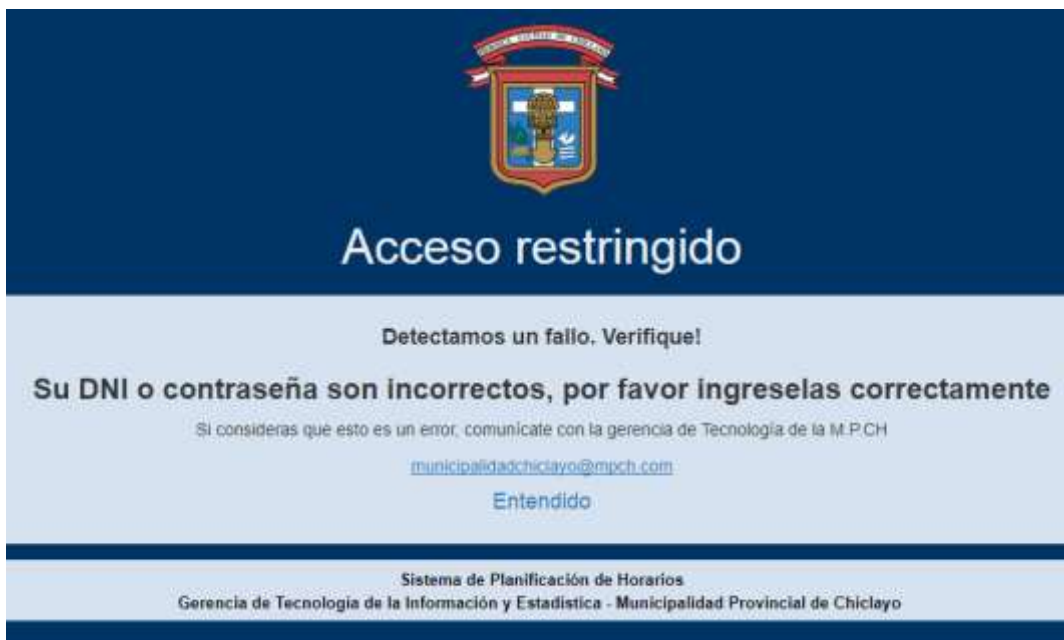 Acceso restringido
Detectamos un fallo. Verifique!
Su DNI o contraseña son incorrectos, por favor ingreselas correctamente
Si consideras que esto es un error, comunicate con la gerencia de Tecnología de la M.P.CH
municipalidadchiclayo@mpch.com
Entendido
Sistema de Planificación de Horarios
Gerencia de Tecnología de la Información y Estadistica - Municipalidad Provincial de Chiclayo